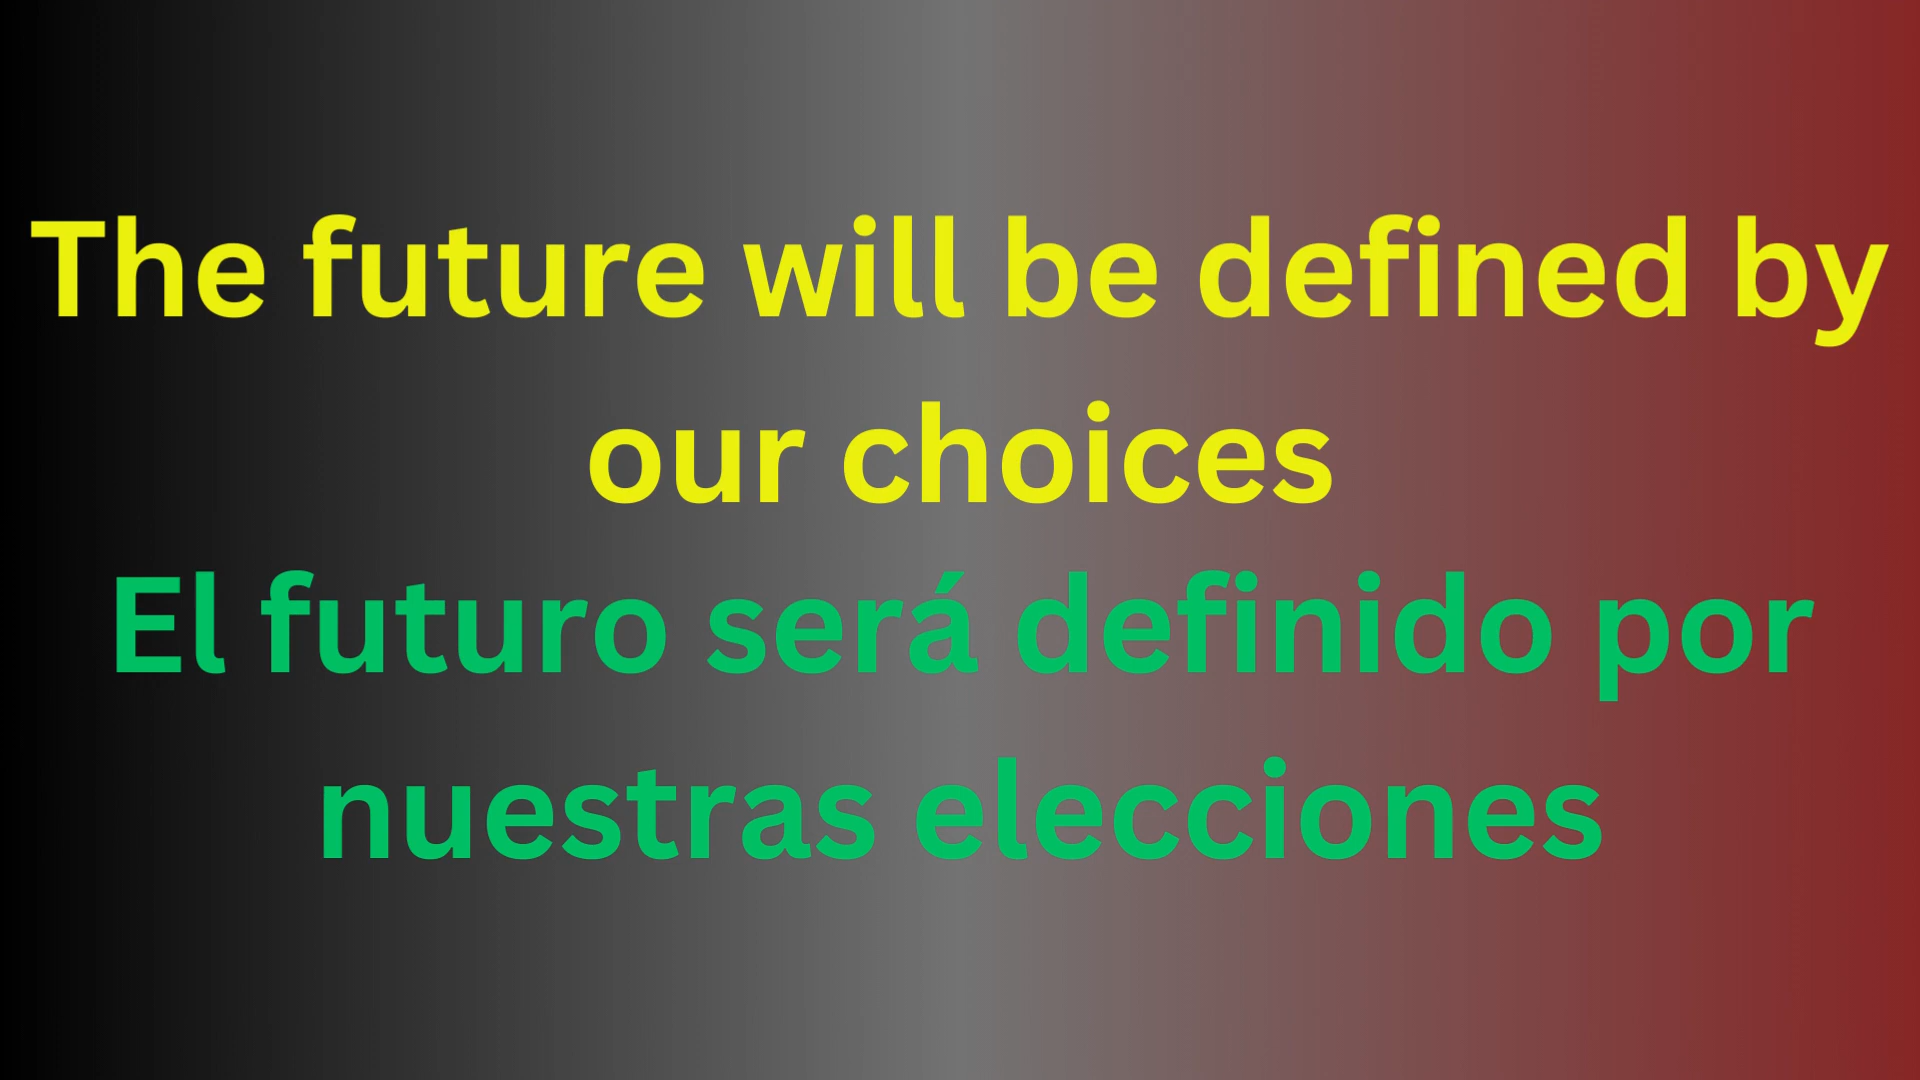 The future will be defined by
our choices
El futuro será definido por
nuestras elecciones